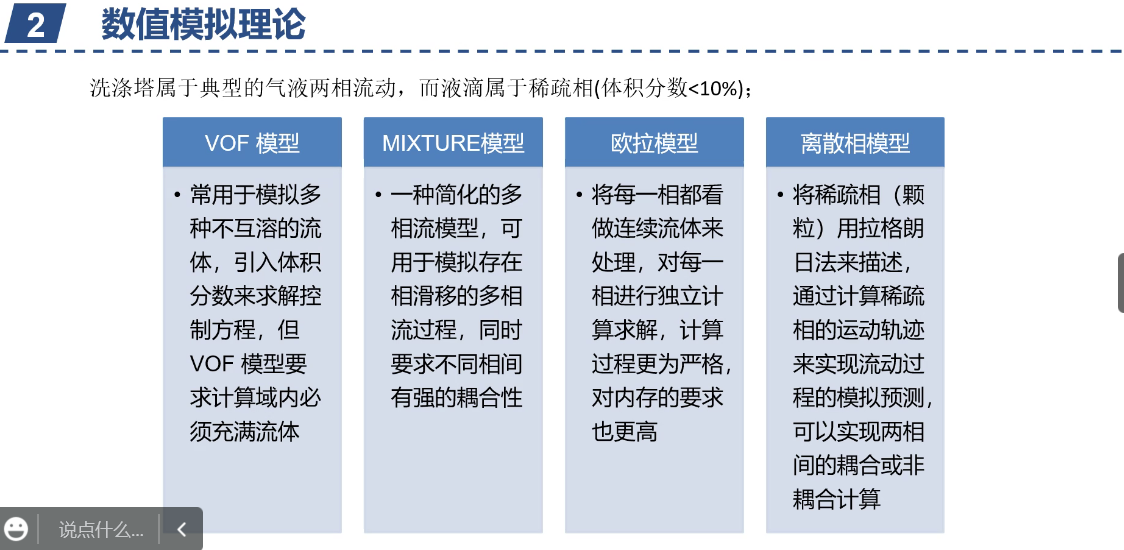 2 数值模拟理论
洗涤塔属于典型的气液两相流动，而液滴属于稀疏相(体积分数<10%)；
VOF 模型
• 常用于模拟多
种不互溶的流
体，引入体积
分数来求解控
制方程，但
VOF 模型要
求计算域内必
须充满流体
MIXTURE模型
• 一种简化的多
相流模型，可
用于模拟存在
相滑移的多相
流过程，同时
要求不同相间
有强的耦合性
欧拉模型
• 将每一相都看
做连续流体来
处理，对每一
相进行独立计
算求解，计算
过程更为严格，
对内存的要求
也更高
离散相模型
• 将稀疏相（颗
粒）用拉格朗
日法来描述，
通过计算稀疏
相的运动轨迹
来实现流动过
程的模拟预测，
可以实现两相
间的耦合或非
耦合计算
说点什么...